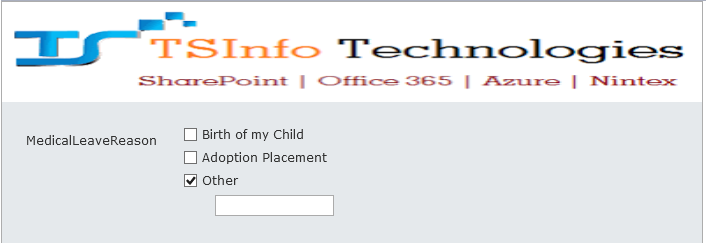 TSInfo Technologies
SharePoint | Office 365 | Azure | Nintex
MedicalLeaveReason
Birth of my Child
Adoption Placement
Other